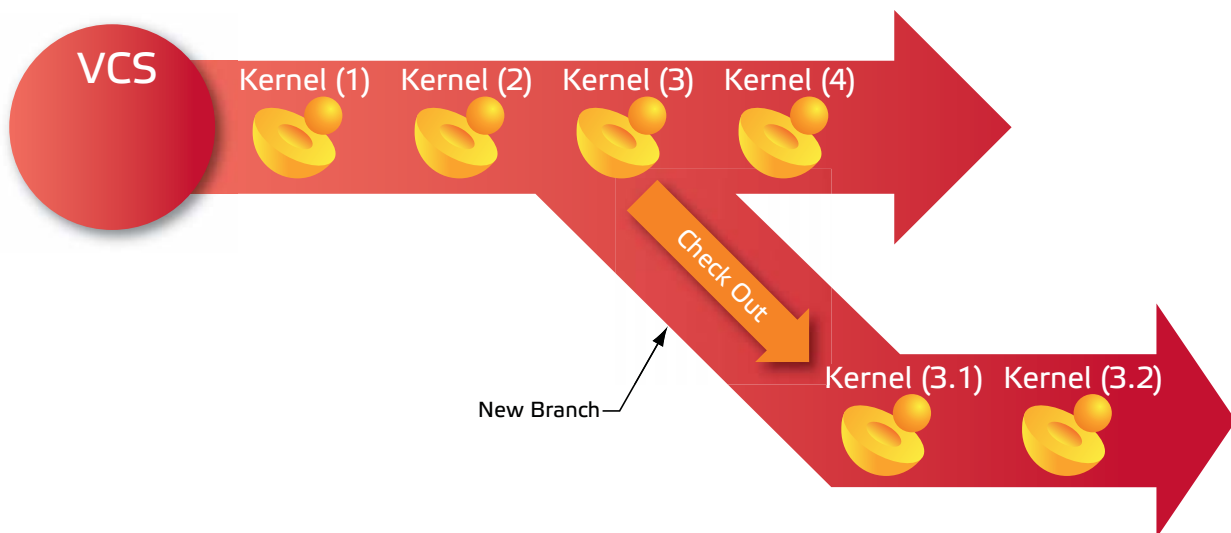 VCS
Kernel (1)
Kernel (2)
Kernel (3)
Kernel (4)
Check Out
New Branch
Kernel (3.1)
Kernel (3.2)